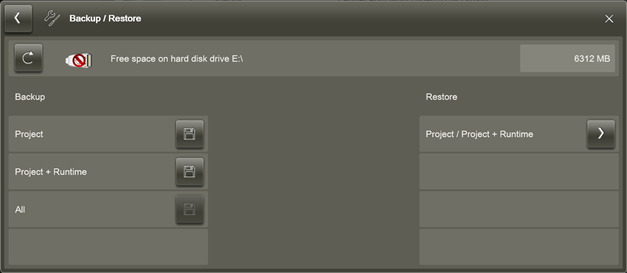 Backup / Restore
Free space on hard disk drive E:\ 6312 MB
Backup Restore
Project Project / Project + Runtime
Project + Runtime
All